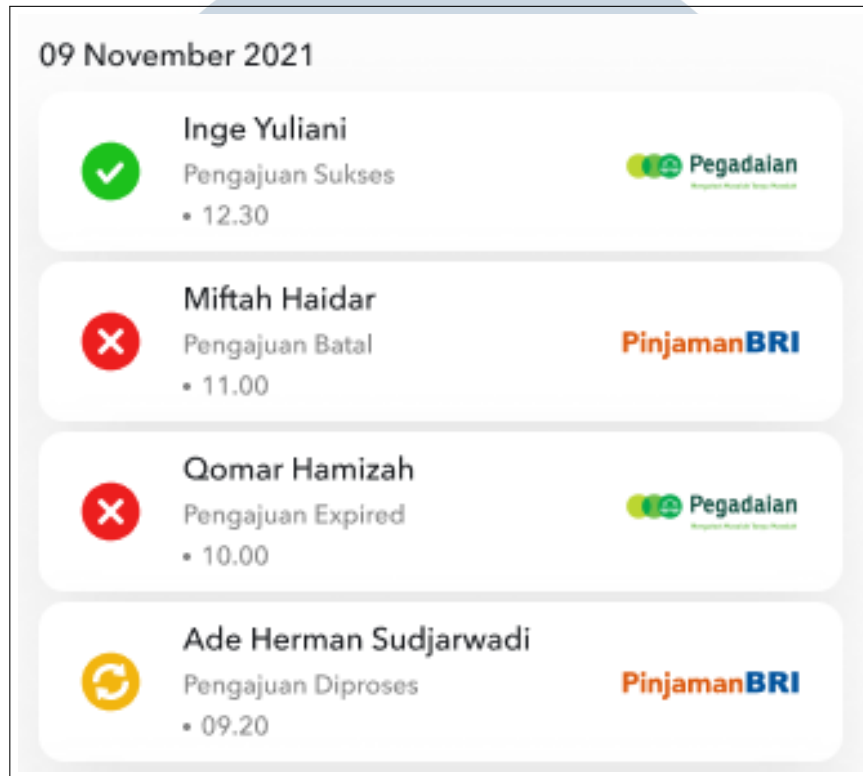 09 November 2021
Inge Yuliani
Pengajuan Sukses
Pegadaian
• 12.30
Miftah Haidar
Pengajuan Batal
PinjamanBRI
• 11.00
Qomar Hamizah
Pengajuan Expired
Pegadaian
• 10.00
Ade Herman Sudjarwadi
Pengajuan Diproses
PinjamanBRI
• 09.20